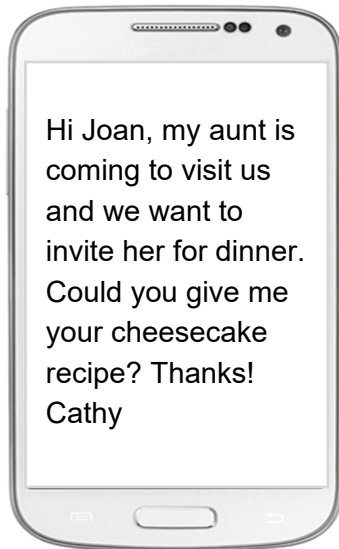 Hi Joan, my aunt is
coming to visit us
and we want to
invite her for dinner.
Could you give me
your cheesecake
recipe? Thanks!
Cathy